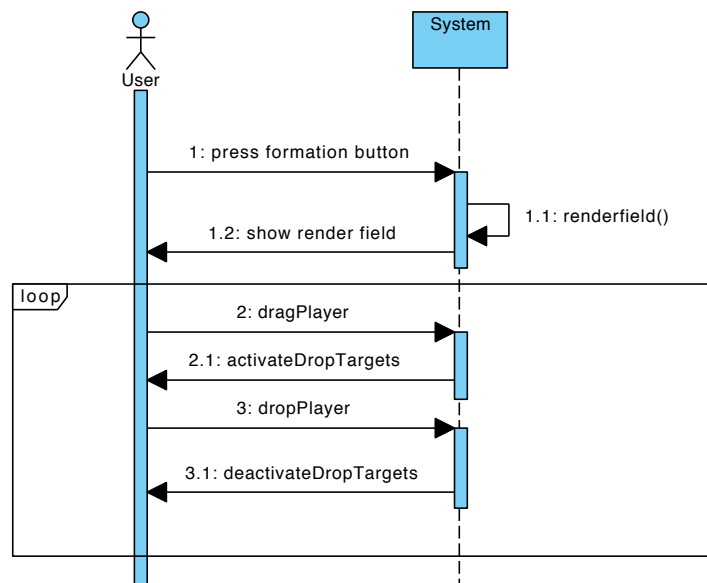 System
User
1: press formation button
1.1: renderfield()
1.2: show render field
loop
2: dragPlayer
2.1: activateDropTargets
3: dropPlayer
3.1: deactivateDropTargets